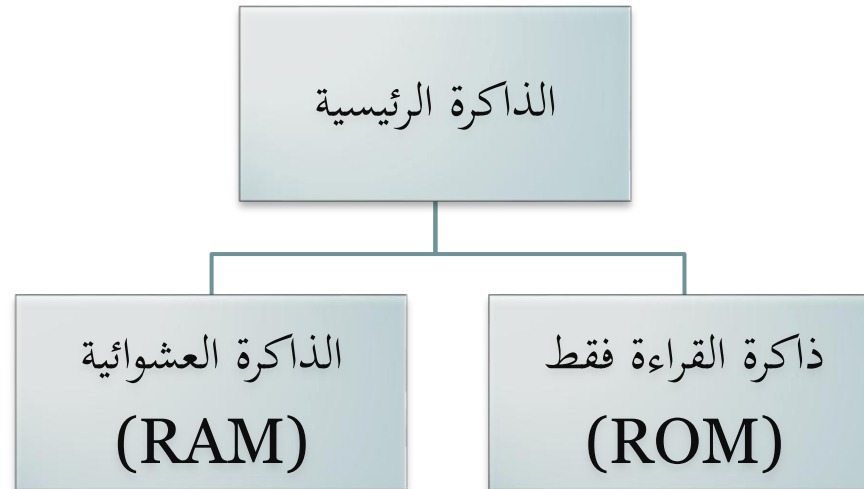 الذاكرة الرئيسية
ذاكرة القراءة فقط
(ROM)
الذاكرة العشوائية
(RAM)